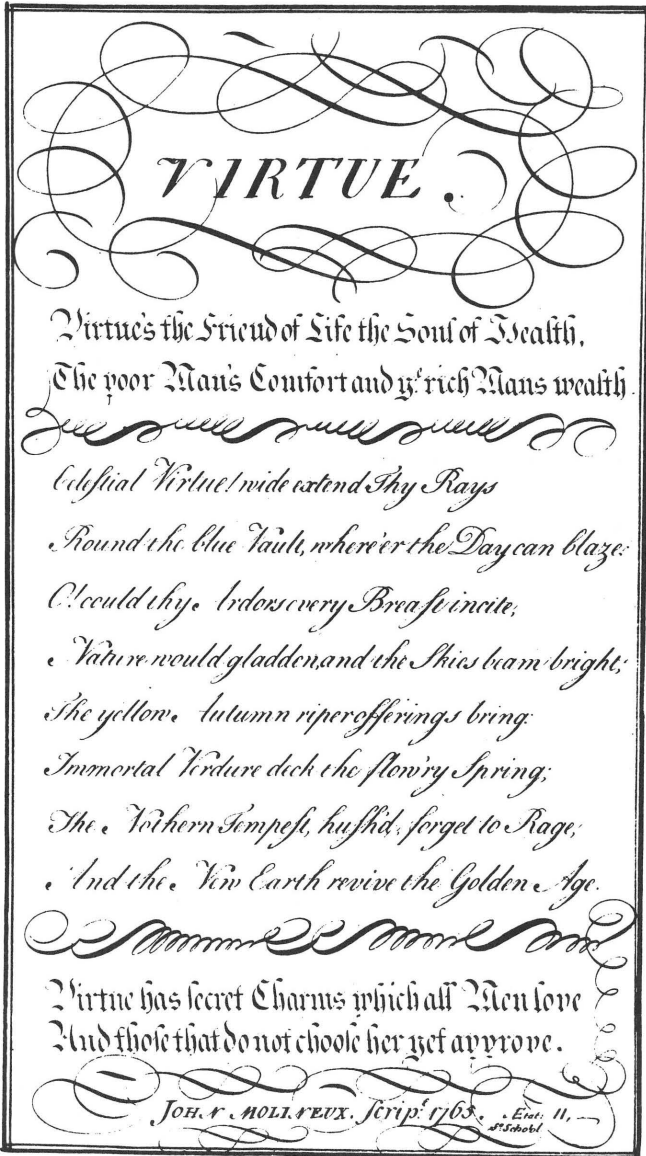 VIRTUE.
Virtue's the Friend of Life the Soul of Health,
The poor Man's Comfort and yᵉ rich Mans wealth.
Celestial Virtue! wide extend Thy Rays
Round the blue Vault, where'er the Day can blaze:
O! could thy Ardors every Breast incite,
Nature would gladden, and the Skies beam bright;
The yellow Autumn riper offerings bring:
Immortal Verdure deck the flow'ry Spring;
The Nothern Tempest, hush'd, forget to Rage,
And the New Earth revive the Golden Age.
Virtue has secret Charms which all Men love
And those that do not choose her yet approve.
JOHN MOLINEUX. Scripᵗ. 1765. Etat: 11,
Sᵗ. School